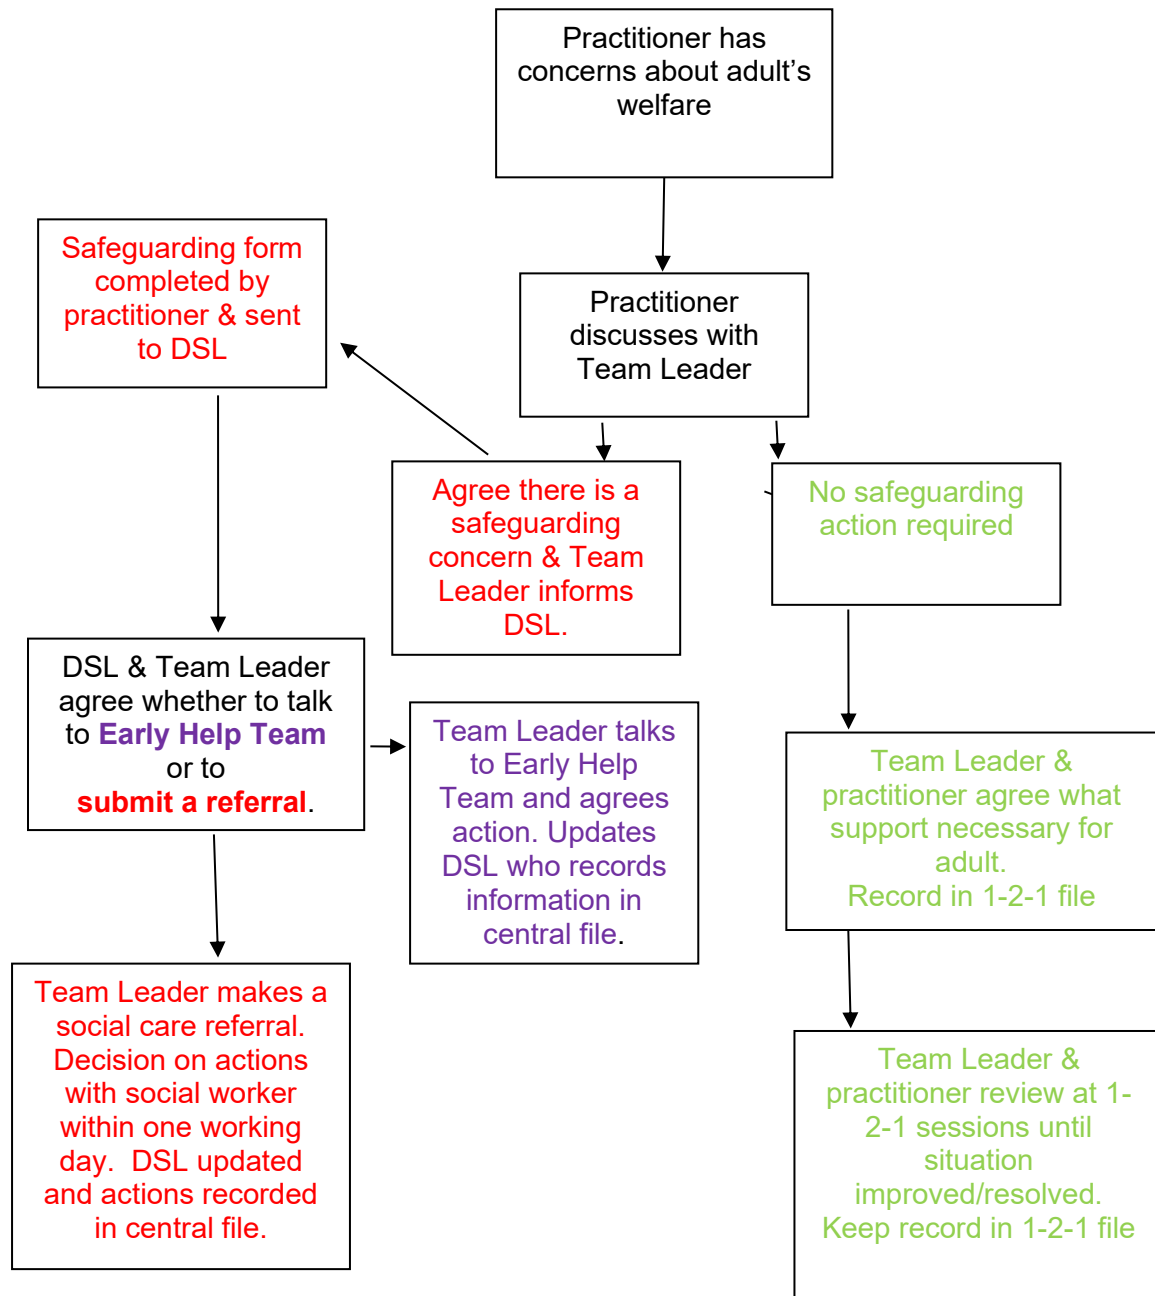 Practitioner has
concerns about adult’s
welfare
Safeguarding form
completed by
practitioner & sent
to DSL
Practitioner
discusses with
Team Leader
Agree there is a
safeguarding
concern & Team
Leader informs
DSL.
No safeguarding
action required
DSL & Team Leader
agree whether to talk
to Early Help Team
or to
submit a referral.
Team Leader talks
to Early Help
Team and agrees
action. Updates
DSL who records
information in
central file.
Team Leader &
practitioner agree what
support necessary for
adult.
Record in 1-2-1 file
Team Leader makes a
social care referral.
Decision on actions
with social worker
within one working
day.  DSL updated
and actions recorded
in central file.
Team Leader &
practitioner review at 1-
2-1 sessions until
situation
improved/resolved.
Keep record in 1-2-1 file